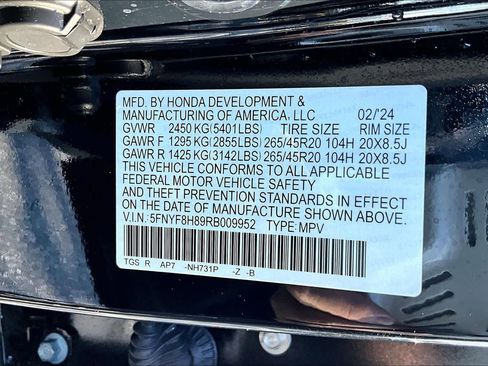 MFD. BY HONDA DEVELOPMENT &
MANUFACTURING OF AMERICA, LLC 02/'24
GVWR 2450 KG(5401LBS) TIRE SIZE RIM SIZE
GAWR F 1295 KG(2855LBS) 265/45R20 104H 20X8.5J
GAWR R 1425 KG(3142LBS) 265/45R20 104H 20X8.5J
THIS VEHICLE CONFORMS TO ALL APPLICABLE
FEDERAL MOTOR VEHICLE SAFETY
AND THEFT PREVENTION STANDARDS IN EFFECT
ON THE DATE OF MANUFACTURE SHOWN ABOVE.
V.I.N.: 5FNYF8H89RB009952 TYPE: MPV
TGS R AP7 -NH731P -Z -B